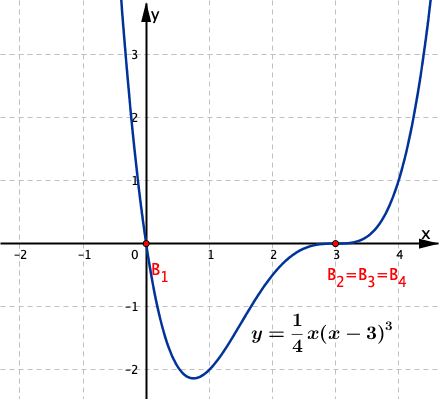 y
3
2
1
x
-2 -1 0 1 2 3 4
B₁
B₂=B₃=B₄
-1
y = 1/4 x(x − 3)³
-2